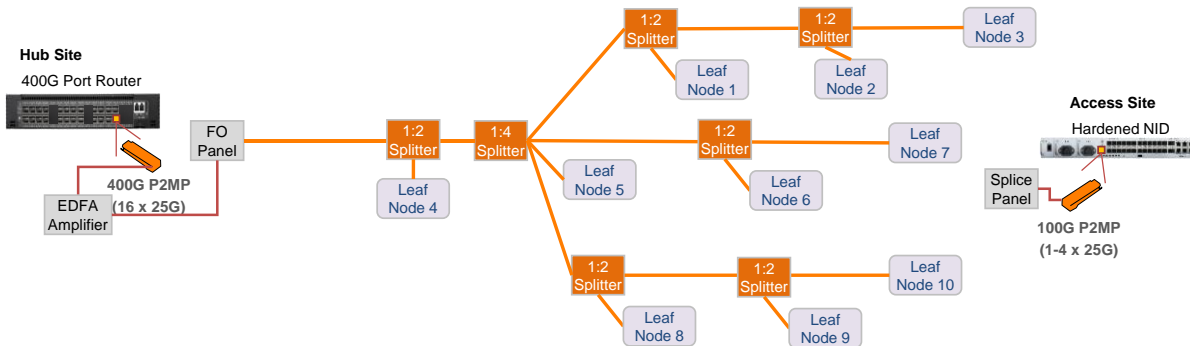 Hub Site
400G Port Router
400G P2MP
(16 x 25G)
EDFA
Amplifier
FO
Panel
1:2
Splitter
Leaf
Node 4
1:4
Splitter
1:2
Splitter
Leaf
Node 1
1:2
Splitter
Leaf
Node 2
Leaf
Node 3
Leaf
Node 5
1:2
Splitter
Leaf
Node 6
Leaf
Node 7
1:2
Splitter
Leaf
Node 8
1:2
Splitter
Leaf
Node 9
Leaf
Node 10
Access Site
Hardened NID
Splice
Panel
100G P2MP
(1-4 x 25G)